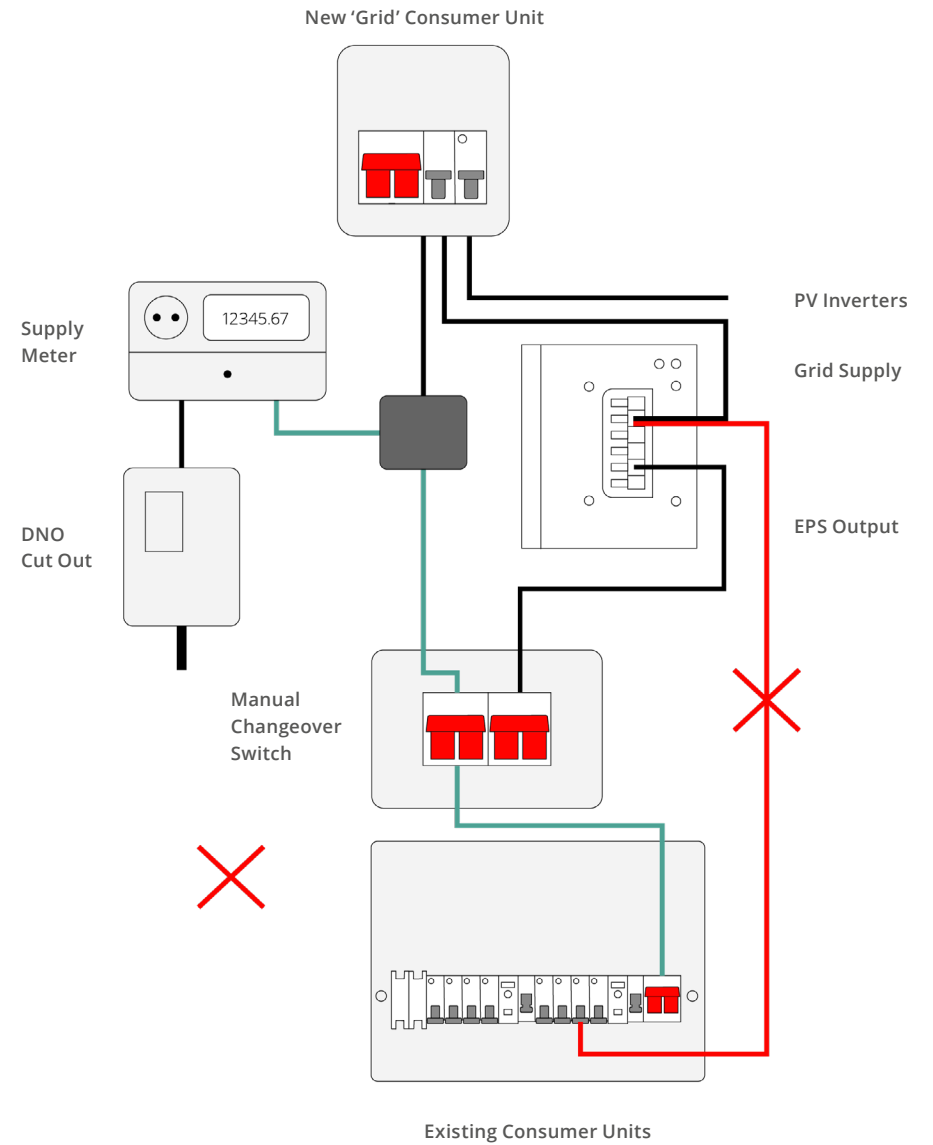 New ‘Grid’ Consumer Unit
12345.67
Supply
Meter
PV Inverters
Grid Supply
DNO
Cut Out
EPS Output
Manual
Changeover
Switch
Existing Consumer Units